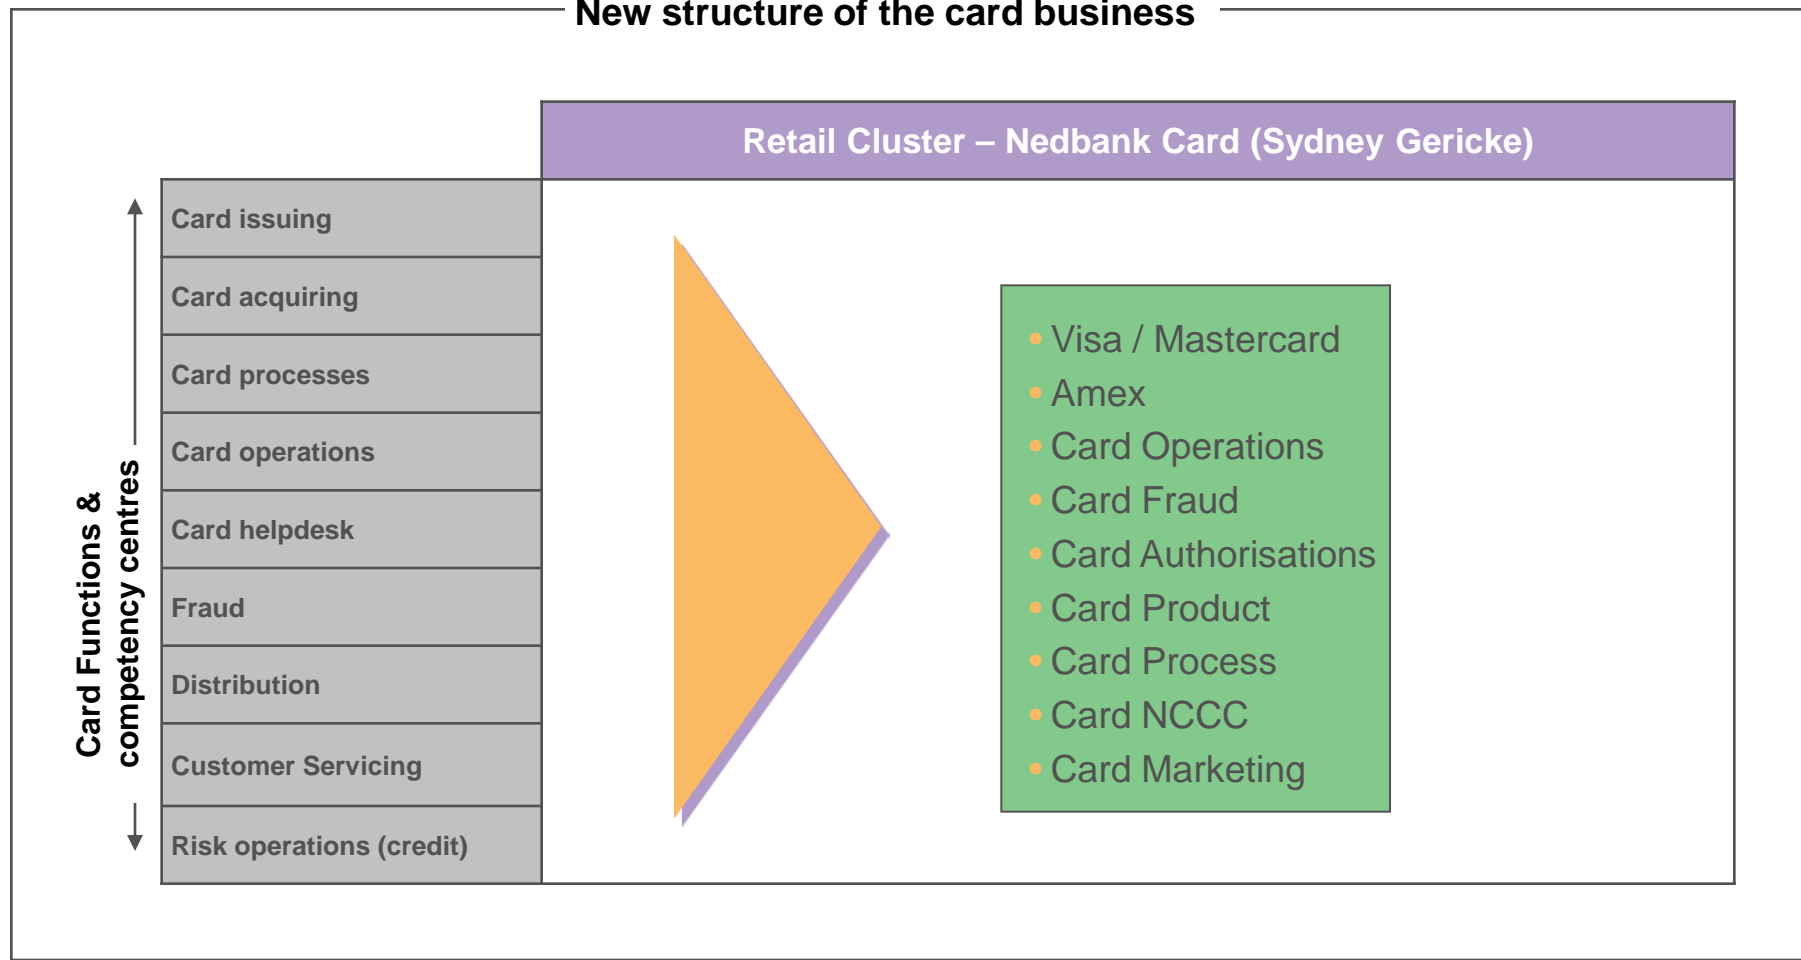 New structure of the card business
Retail Cluster – Nedbank Card (Sydney Gericke)
Card Functions &
competency centres
Card issuing
Card acquiring
Card processes
Card operations
Card helpdesk
Fraud
Distribution
Customer Servicing
Risk operations (credit)
• Visa / Mastercard
• Amex
• Card Operations
• Card Fraud
• Card Authorisations
• Card Product
• Card Process
• Card NCCC
• Card Marketing